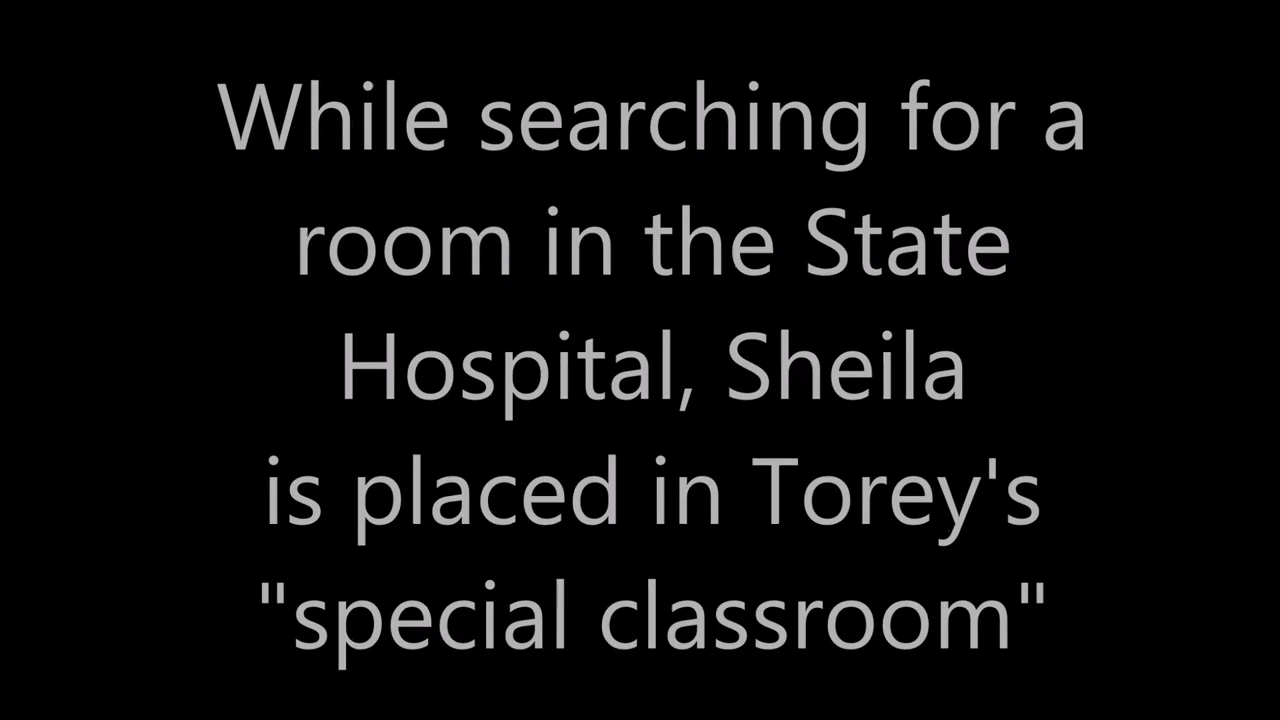 While searching for a
room in the State
Hospital, Sheila
is placed in Torey's
"special classroom"